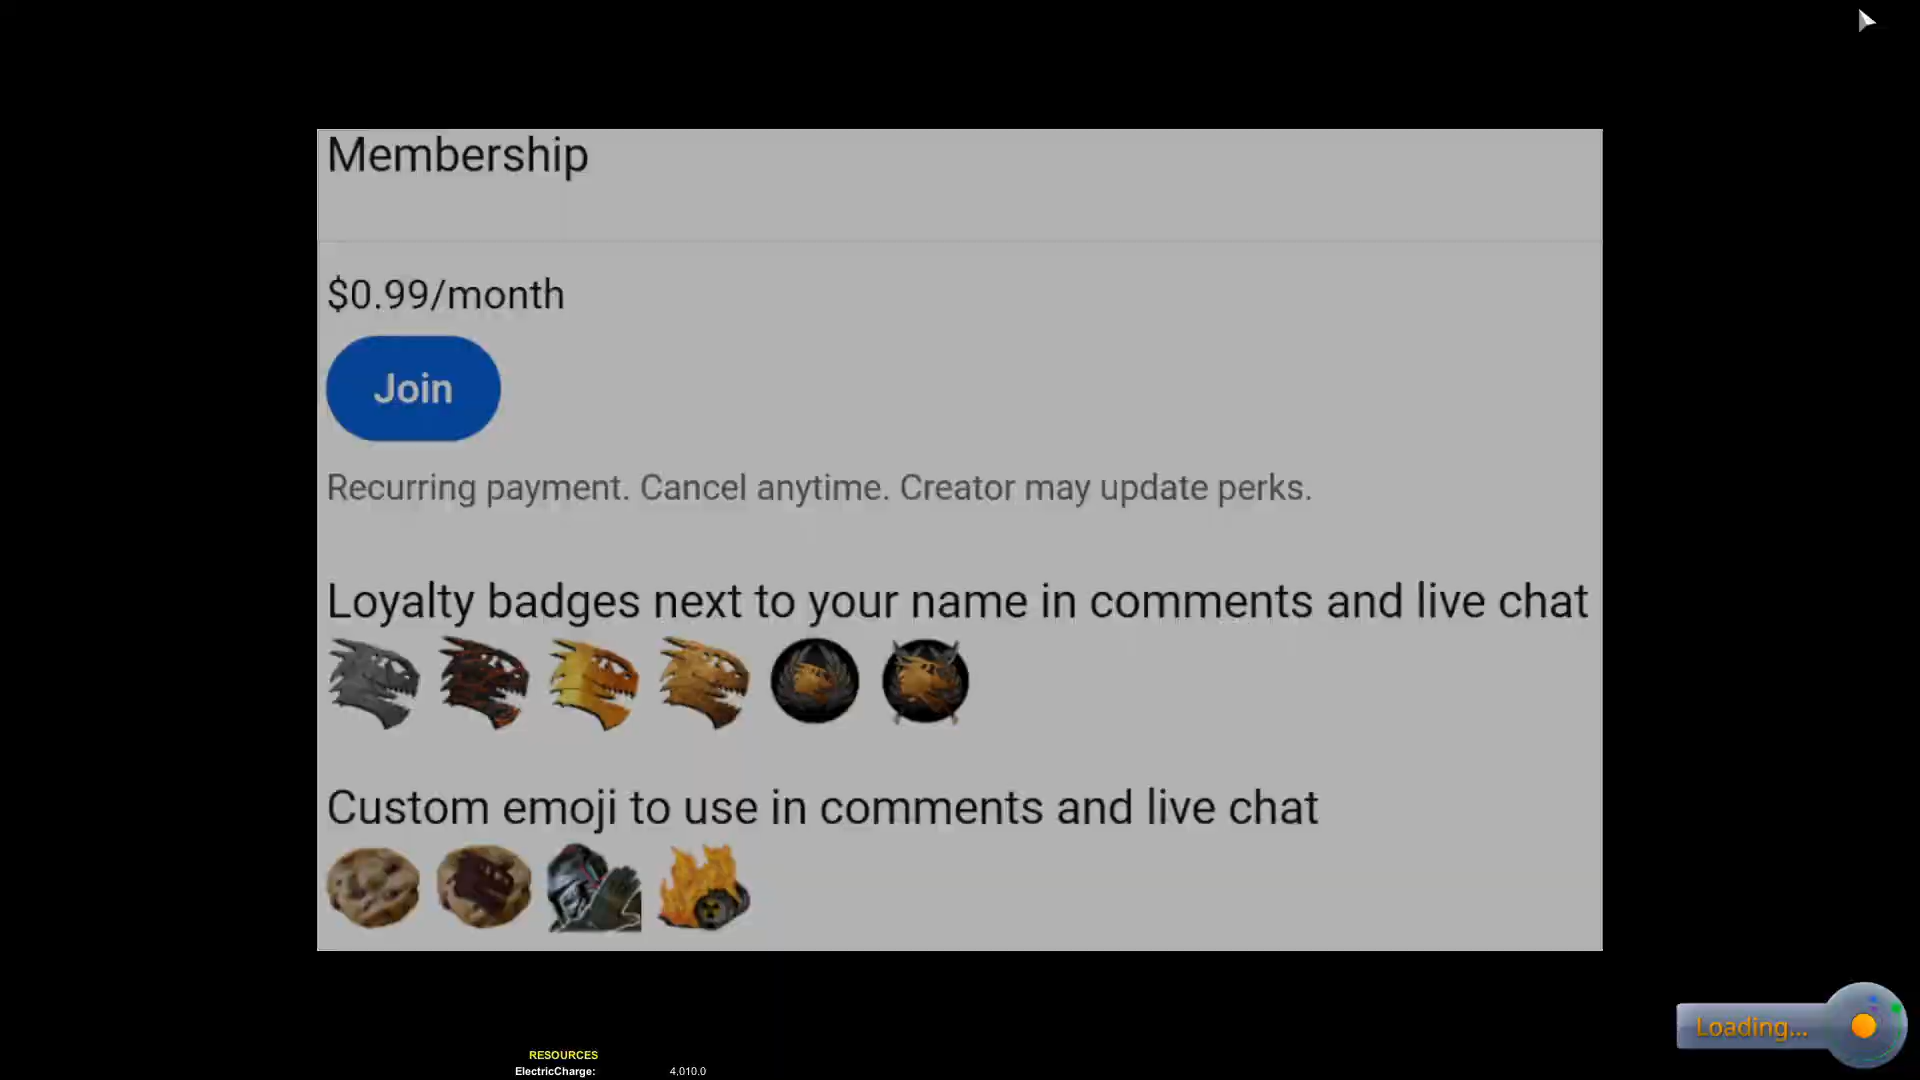 Membership
$0.99/month
Join
Recurring payment. Cancel anytime. Creator may update perks.
Loyalty badges next to your name in comments and live chat
Custom emoji to use in comments and live chat
Loading...
RESOURCES
ElectricCharge: 4,010.0